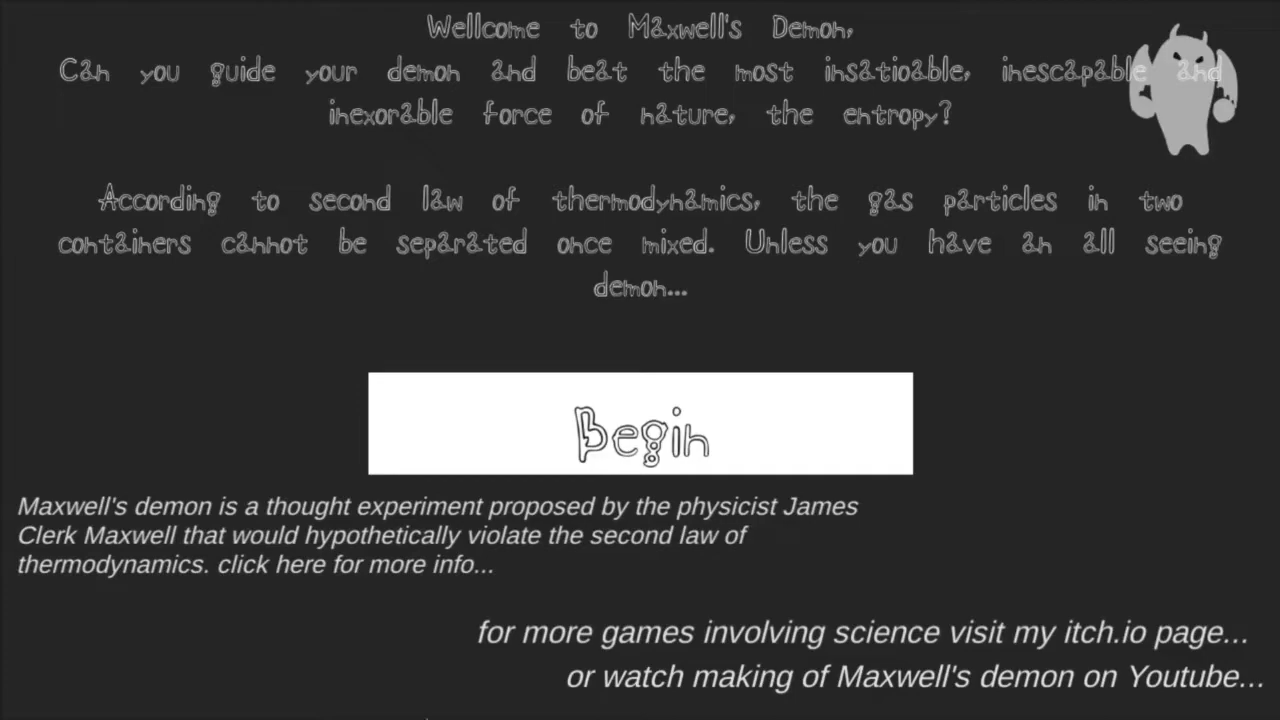 Wellcome to Maxwell's Demon,
Can you guide your demon and beat the most insatioable, inescapable and
inexorable force of nature, the entropy?
According to second law of thermodynamics, the gas particles in two
containers cannot be separated once mixed. Unless you have an all seeing
demon...
Begin
Maxwell's demon is a thought experiment proposed by the physicist James
Clerk Maxwell that would hypothetically violate the second law of
thermodynamics. click here for more info...
for more games involving science visit my itch.io page...
or watch making of Maxwell's demon on Youtube...